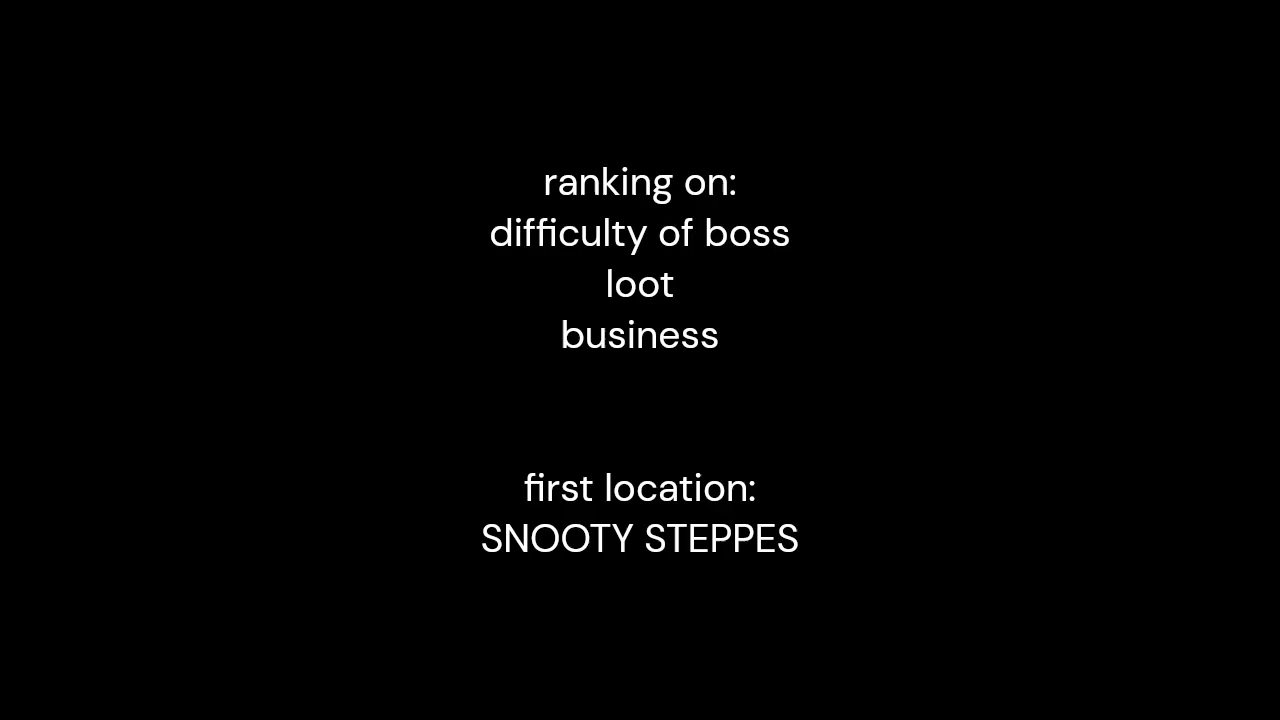 ranking on:
difficulty of boss
loot
business
first location:
SNOOTY STEPPES